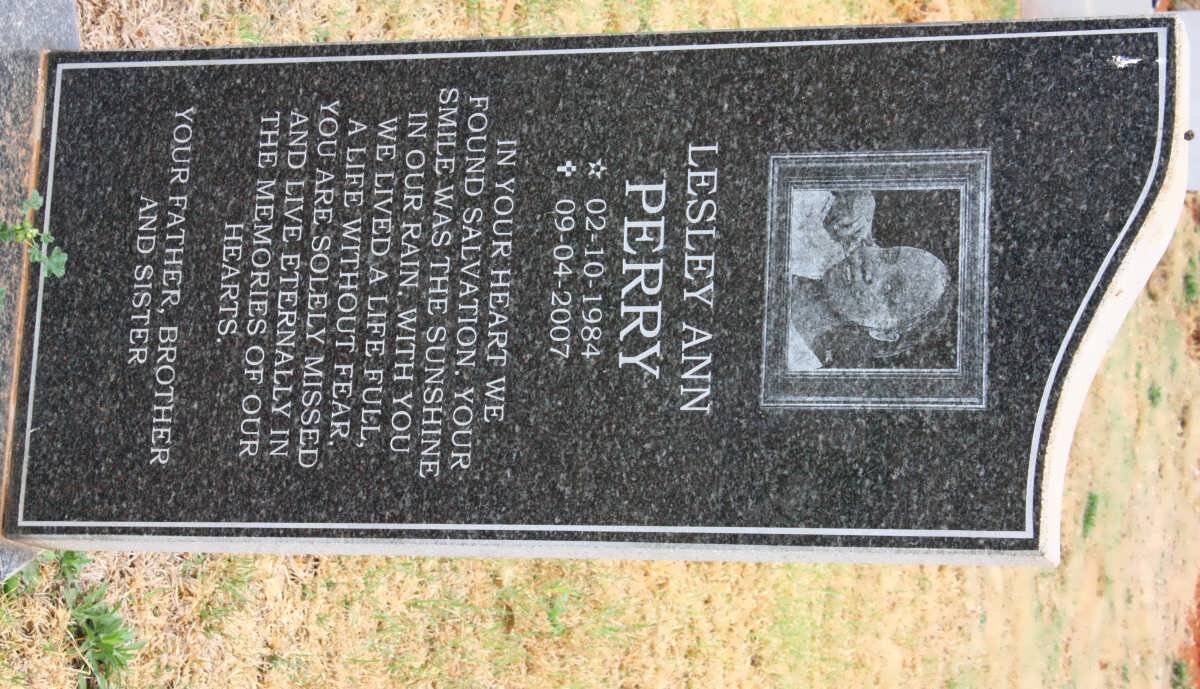 LESLEY ANN
PERRY
☆ 02-10-1984
✝ 09-04-2007
IN YOUR HEART WE
FOUND SALVATION. YOUR
SMILE WAS THE SUNSHINE
IN OUR RAIN. WITH YOU
WE LIVED A LIFE FULL,
A LIFE WITHOUT FEAR.
YOU ARE SOLELY MISSED
AND LIVE ETERNALLY IN
THE MEMORIES OF OUR
HEARTS.
YOUR FATHER, BROTHER
AND SISTER